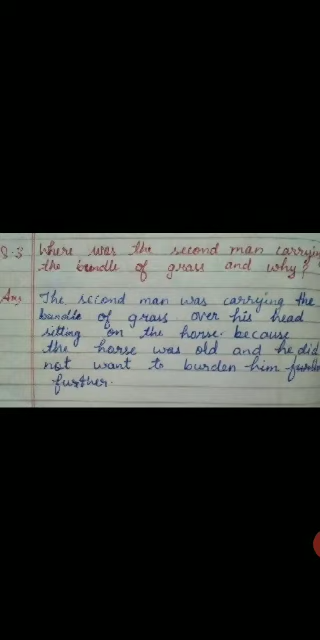 Q.3 Where was the second man carrying
the bundle of grass and why?
Ans The second man was carrying the
bundle of grass over his head
sitting on the horse because
the horse was old and he did
not want to burden him further
further.